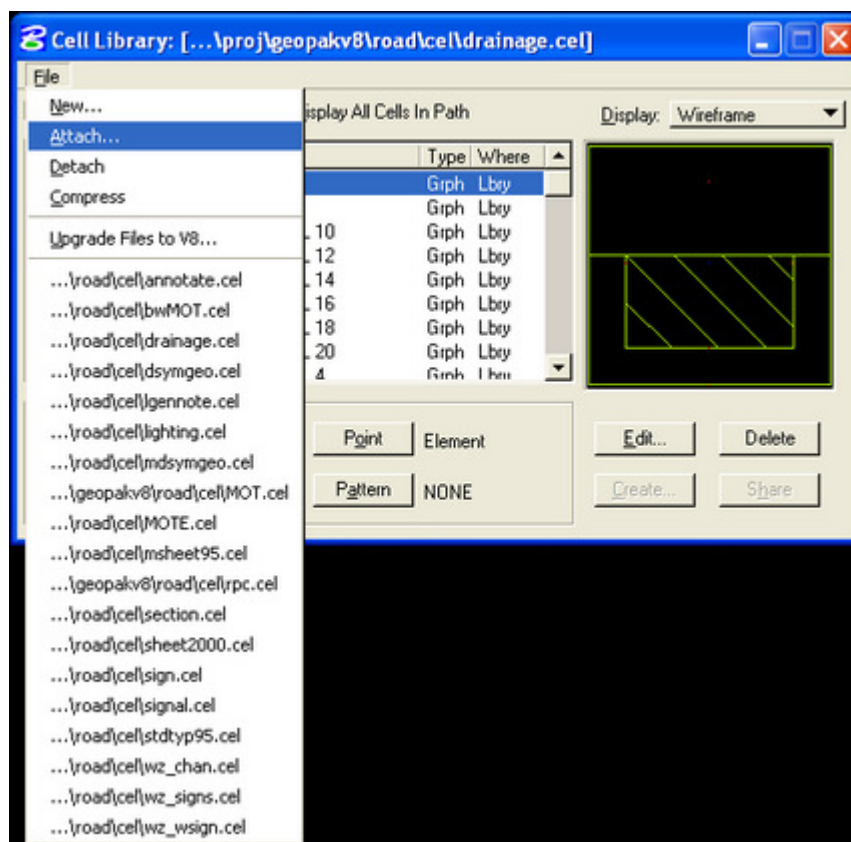 Cell Library: [...\proj\geopakv8\road\cel\drainage.cel]
File
New...
Attach...
Detach
Compress
Upgrade Files to V8...
...\road\cel\annotate.cel
...\road\cel\bwMOT.cel
...\road\cel\drainage.cel
...\road\cel\dsymgeo.cel
...\road\cel\lgennote.cel
...\road\cel\lighting.cel
...\road\cel\mdsymgeo.cel
...\geopakv8\road\cel\MOT.cel
...\road\cel\MOTE.cel
...\road\cel\msheet95.cel
...\geopakv8\road\cel\rpc.cel
...\road\cel\section.cel
...\road\cel\sheet2000.cel
...\road\cel\sign.cel
...\road\cel\signal.cel
...\road\cel\stdtyp95.cel
...\road\cel\wz_chan.cel
...\road\cel\wz_signs.cel
...\road\cel\wz_wsign.cel
isplay All Cells In Path
Display: Wireframe
Type Where
Grph Lbry
Grph Lbry
10 Grph Lbry
12 Grph Lbry
14 Grph Lbry
16 Grph Lbry
18 Grph Lbry
20 Grph Lbry
4 Grph Lbry
Point Element
Pattern NONE
Edit... Delete
Create... Share